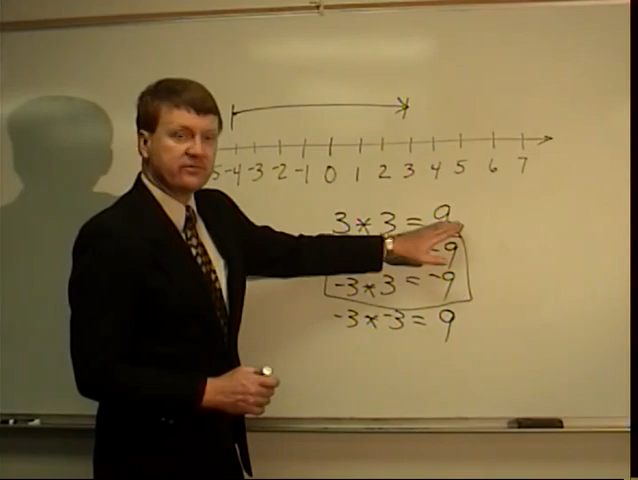 5 -4 -3 -2 -1 0 1 2 3 4 5 6 7
3 * 3 = 9
-9
-3 * 3 = -9
-3 * -3 = 9